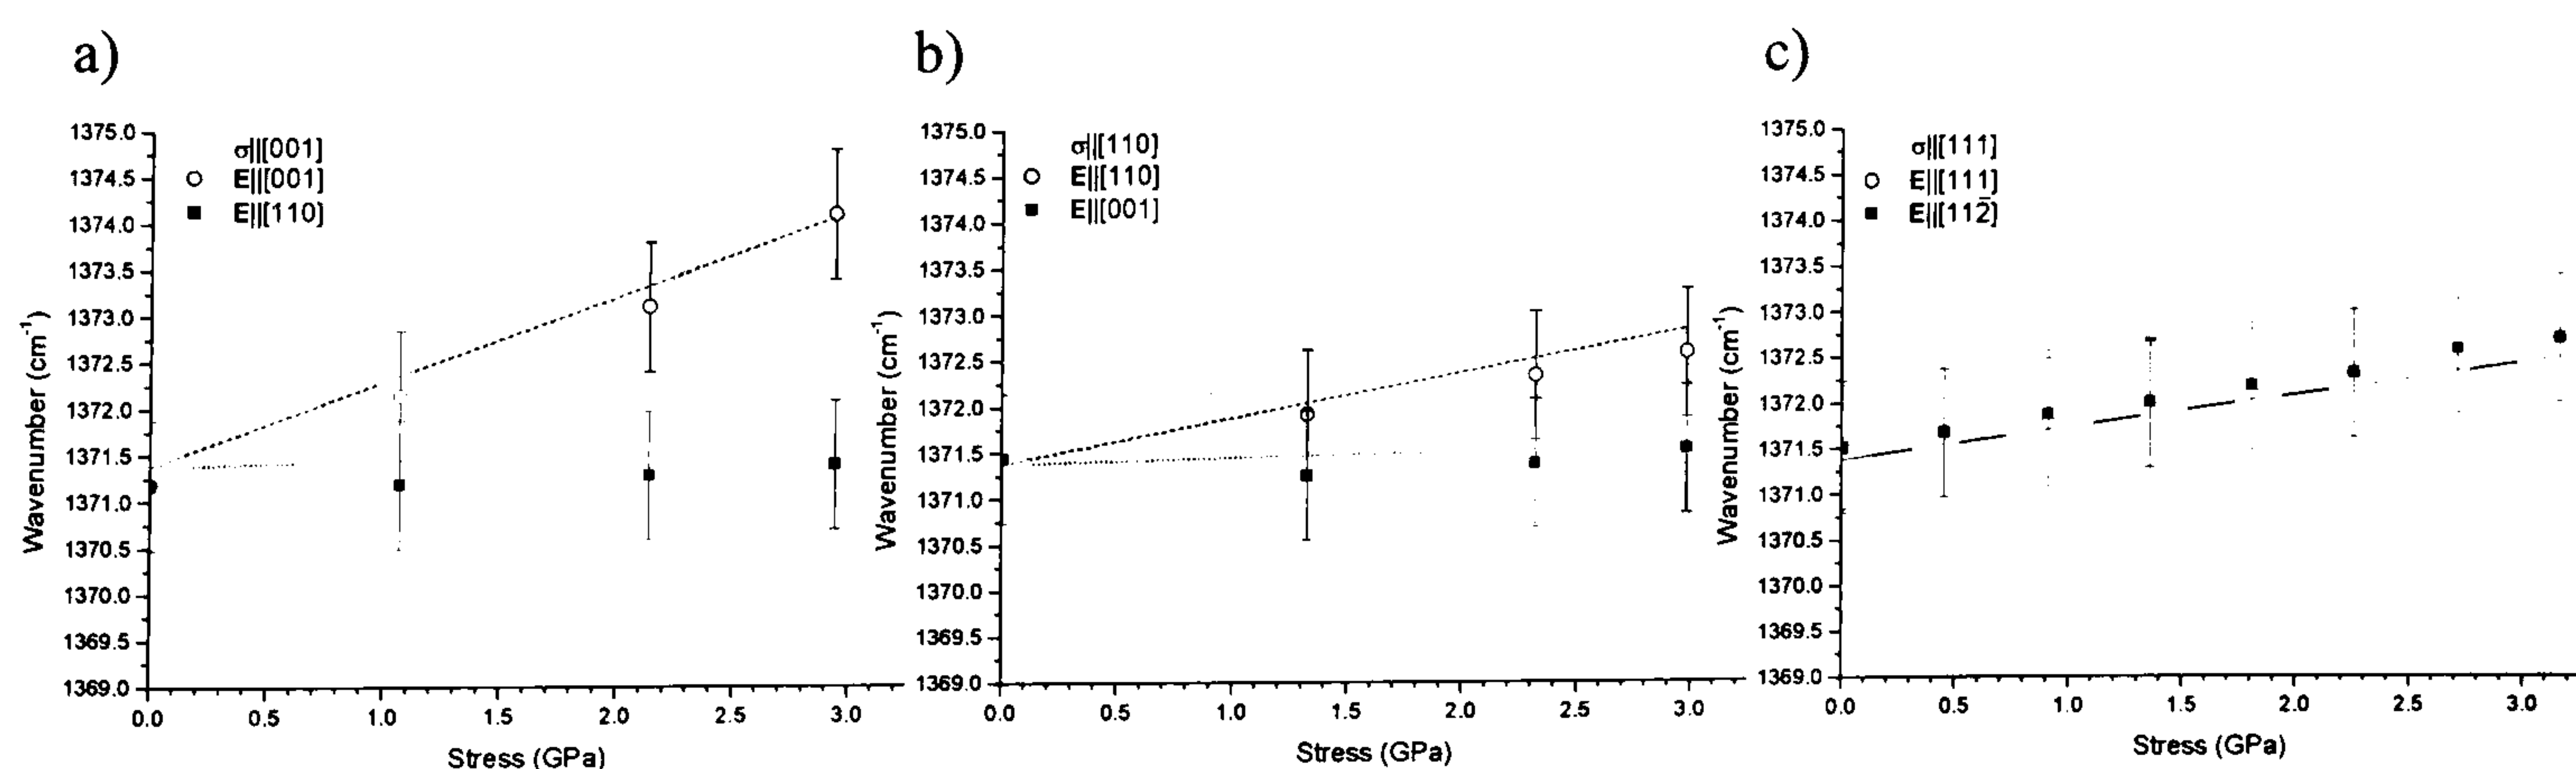 a)
1375.0
1374.5
1374.0
1373.5
1373.0
1372.5
1372.0
1371.5
1371.0
1370.5
1370.0
1369.5
1369.0
Wavenumber (cm⁻¹)
σ||[001]
E||[001]
E||[110]
0.0 0.5 1.0 1.5 2.0 2.5 3.0
Stress (GPa)
b)
1375.0
1374.5
1374.0
1373.5
1373.0
1372.5
1372.0
1371.5
1371.0
1370.5
1370.0
1369.5
1369.0
Wavenumber (cm⁻¹)
σ||[110]
E||[110]
E||[001]
0.0 0.5 1.0 1.5 2.0 2.5 3.0
Stress (GPa)
c)
1375.0
1374.5
1374.0
1373.5
1373.0
1372.5
1372.0
1371.5
1371.0
1370.5
1370.0
1369.5
1369.0
Wavenumber (cm⁻¹)
σ||[111]
E||[111]
E||[112̄]
0.0 0.5 1.0 1.5 2.0 2.5 3.0
Stress (GPa)